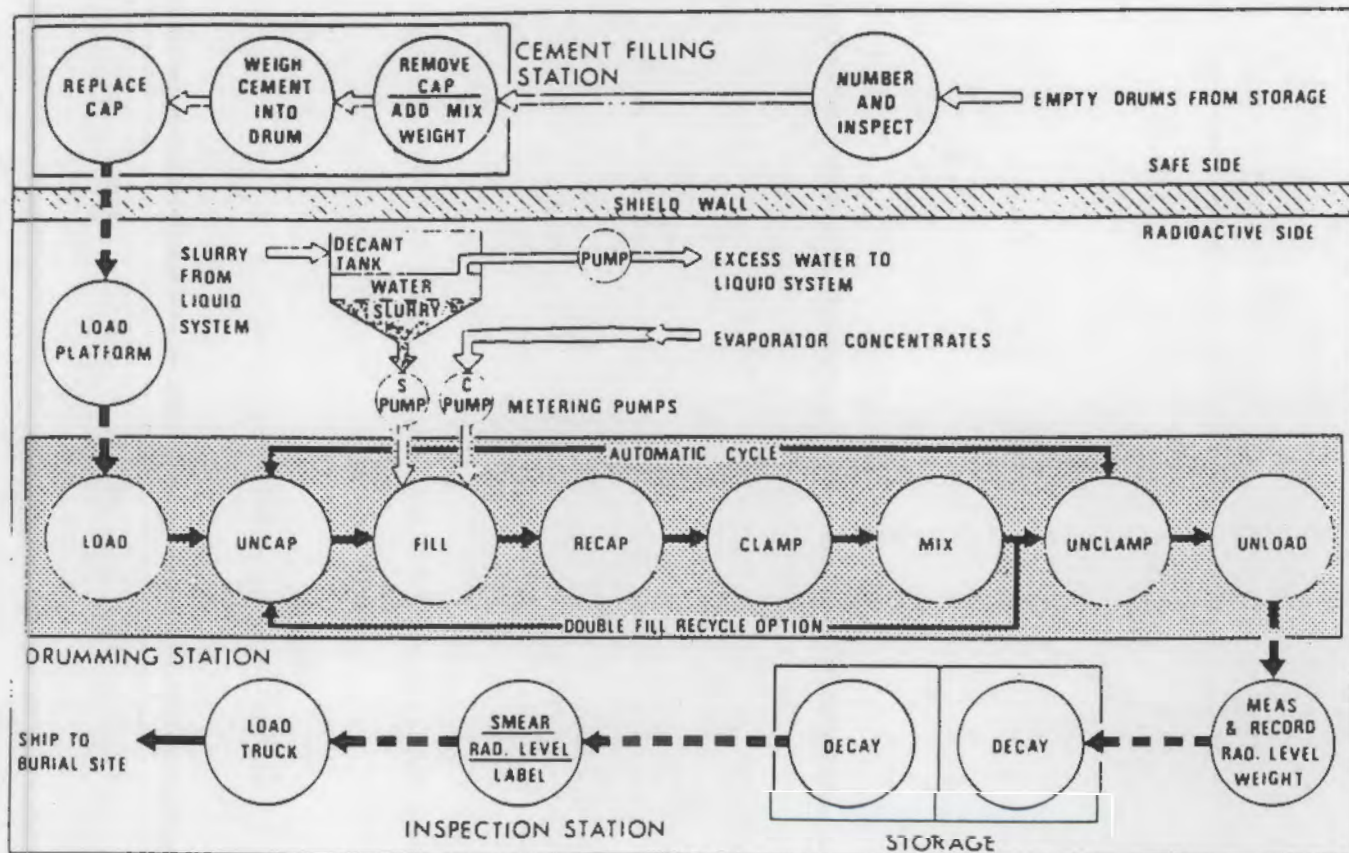 CEMENT FILLING
STATION
REPLACE
CAP
WEIGH
CEMENT
INTO
DRUM
REMOVE
CAP
ADD MIX
WEIGHT
NUMBER
AND
INSPECT
EMPTY DRUMS FROM STORAGE
SAFE SIDE
SHIELD WALL
RADIOACTIVE SIDE
SLURRY
FROM
LIQUID
SYSTEM
DECANT
TANK
WATER
SLURRY
PUMP
EXCESS WATER TO
LIQUID SYSTEM
LOAD
PLATFORM
EVAPORATOR CONCENTRATES
S
PUMP
C
PUMP
METERING PUMPS
AUTOMATIC CYCLE
LOAD
UNCAP
FILL
RECAP
CLAMP
MIX
UNCLAMP
UNLOAD
DOUBLE FILL RECYCLE OPTION
DRUMMING STATION
SHIP TO
BURIAL SITE
LOAD
TRUCK
SMEAR
RAD. LEVEL
LABEL
DECAY
DECAY
MEAS
& RECORD
RAD. LEVEL
WEIGHT
INSPECTION STATION
STORAGE